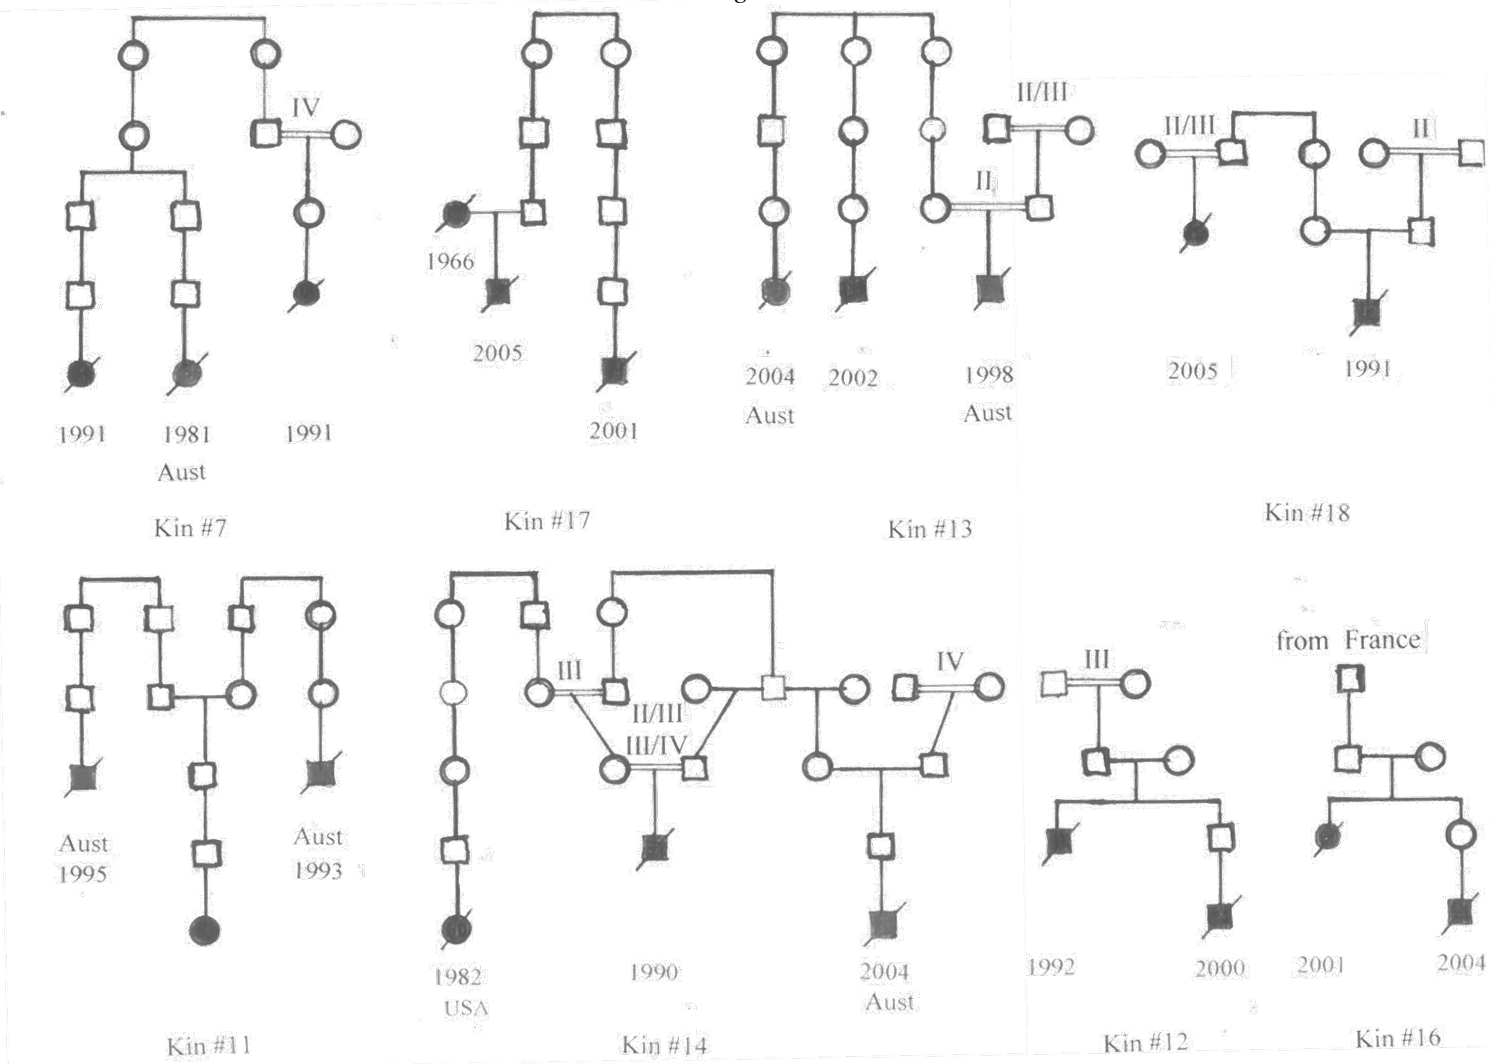 IV
II/III
II/III
II
II
1966
2005
2004 2002 1998
2005 1991
Aust Aust
1991 1981 1991
2001
Aust
Kin #7
Kin #17
Kin #13
Kin #18
from France
III
IV
III
II/III
III/IV
Aust
1995
Aust
1993
1982
USA
1990
2004
Aust
1992 2000 2001 2004
Kin #11
Kin #14
Kin #12
Kin #16